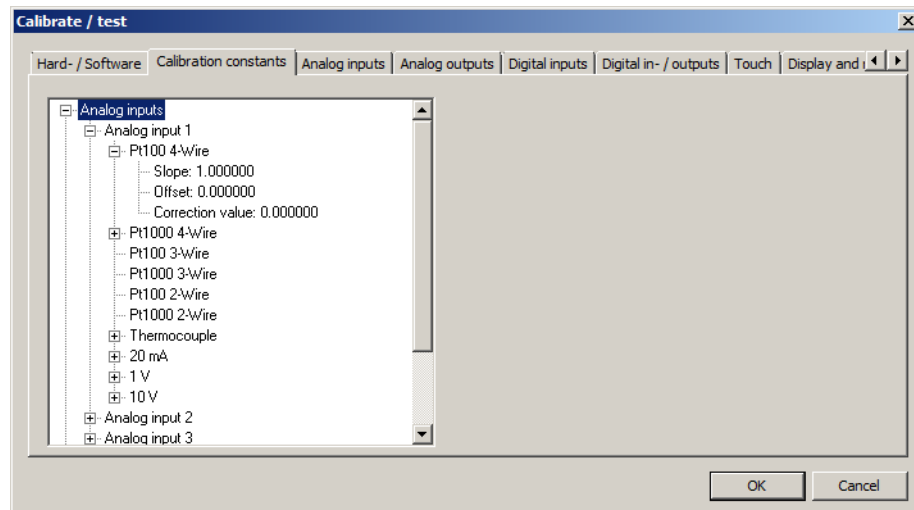 Calibrate / test
Hard- / Software Calibration constants Analog inputs Analog outputs Digital inputs Digital in- / outputs Touch Display and
Analog inputs
Analog input 1
Pt100 4-Wire
Slope: 1.000000
Offset: 0.000000
Correction value: 0.000000
Pt1000 4-Wire
Pt100 3-Wire
Pt1000 3-Wire
Pt100 2-Wire
Pt1000 2-Wire
Thermocouple
20 mA
1 V
10 V
Analog input 2
Analog input 3
OK Cancel